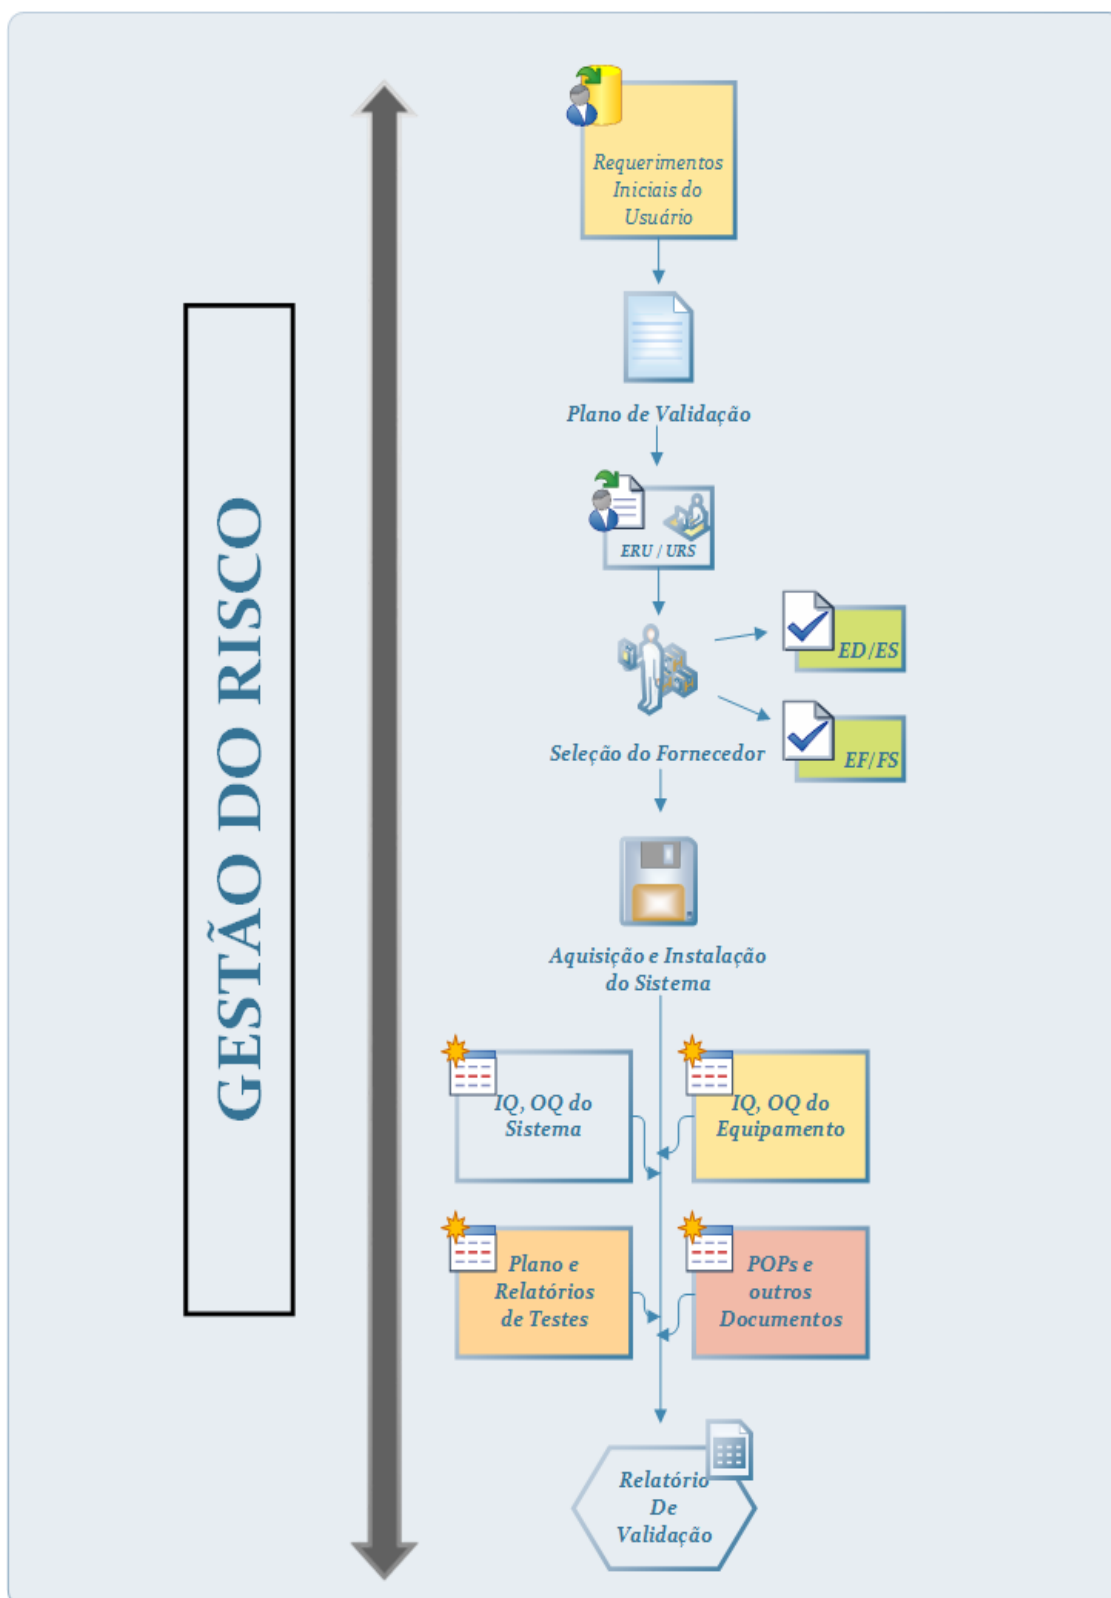 GESTÃO DO RISCO
Requerimentos
Iniciais do
Usuário
Plano de Validação
ERU / URS
ED/ES
EF/FS
Seleção do Fornecedor
Aquisição e Instalação
do Sistema
IQ, OQ do
Sistema
IQ, OQ do
Equipamento
Plano e
Relatórios
de Testes
POPs e
outros
Documentos
Relatório
De
Validação